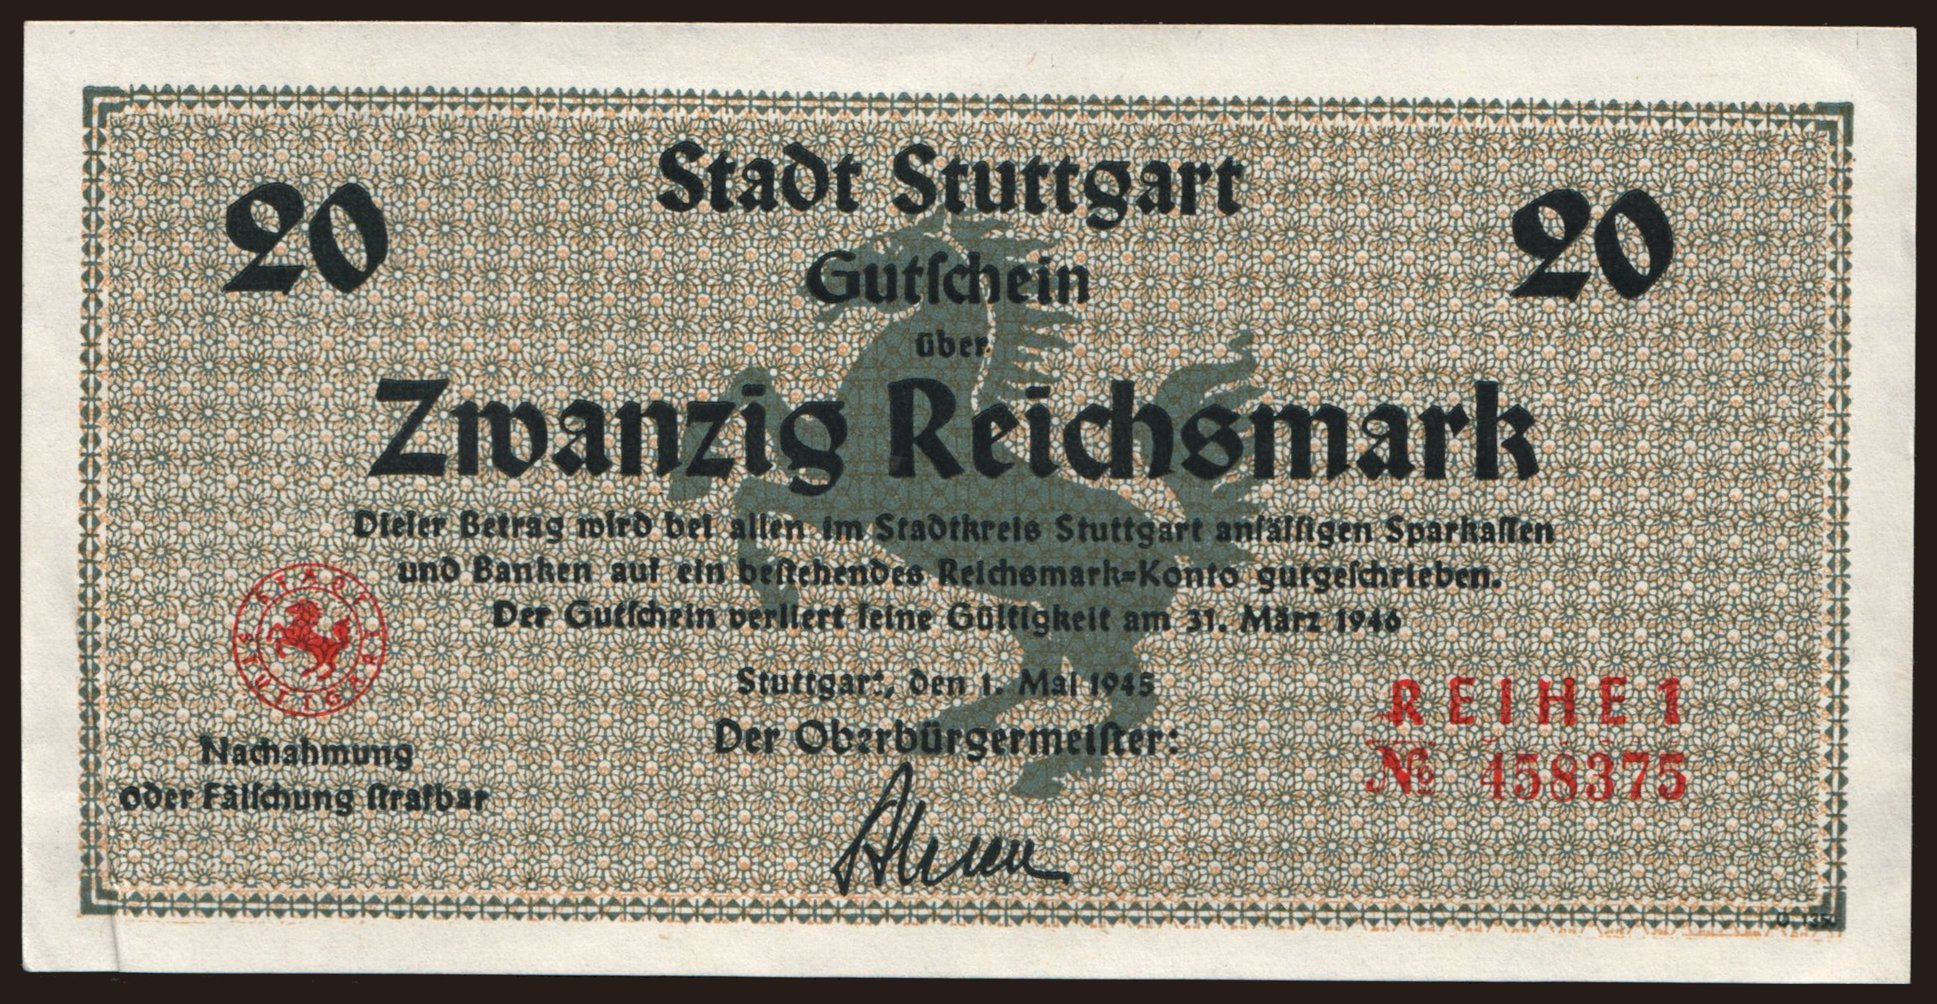 Stadt Stuttgart
20
20
Gutſchein
über
Zwanzig Reichsmark
Dieſer Betrag wird bei allen im Stadtkreis Stuttgart anſäſſigen Sparkaſſen
und Banken auf ein beſtehendes Reichsmark=Konto gutgeſchrieben.
Der Gutſchein verliert ſeine Gültigkeit am 31. März 1946
Stuttgart, den 1. Mai 1945
Der Oberbürgermeiſter:
STADT STUTTGART
Nachahmung
oder Fälſchung ſtrafbar
REIHE 1
№ 458375